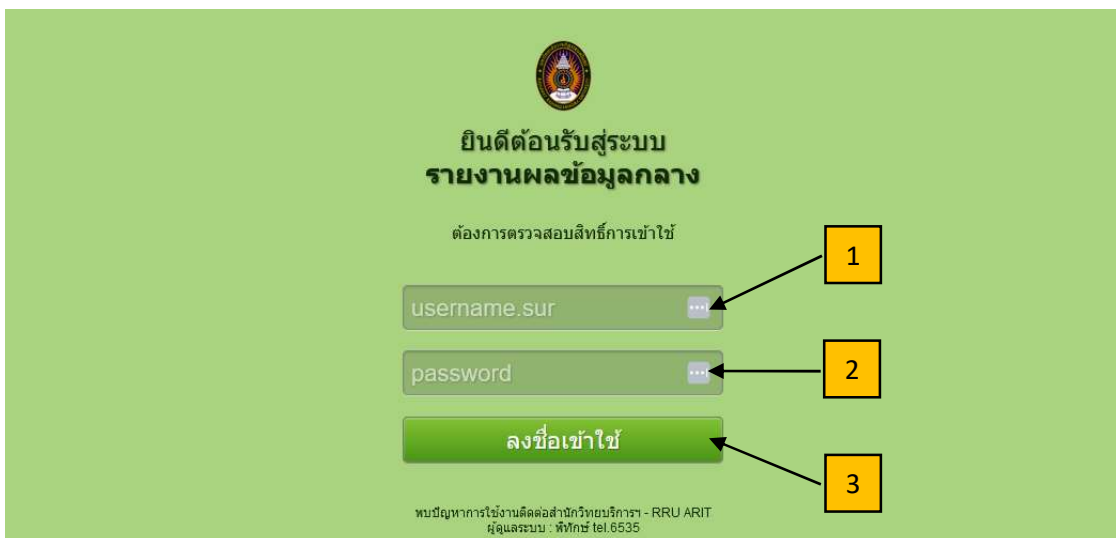 ยินดีต้อนรับสู่ระบบ
รายงานผลข้อมูลกลาง
ต้องการตรวจสอบสิทธิ์การเข้าใช้
1
username.sur
2
password
ลงชื่อเข้าใช้
3
พบปัญหาการใช้งานติดต่อสำนักวิทยบริการฯ - RRU ARIT
ผู้ดูแลระบบ : พิทักษ์ tel.6535